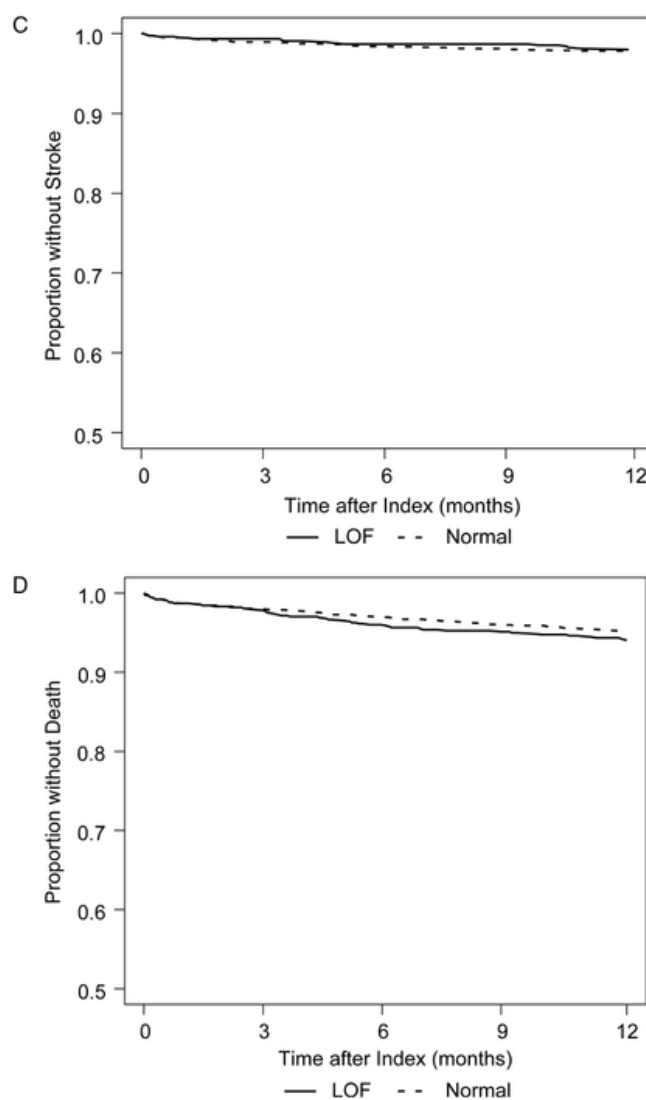 C
Proportion without Stroke
1.0
0.9
0.8
0.7
0.6
0.5
0 3 6 9 12
Time after Index (months)
LOF Normal
D
Proportion without Death
1.0
0.9
0.8
0.7
0.6
0.5
0 3 6 9 12
Time after Index (months)
LOF Normal